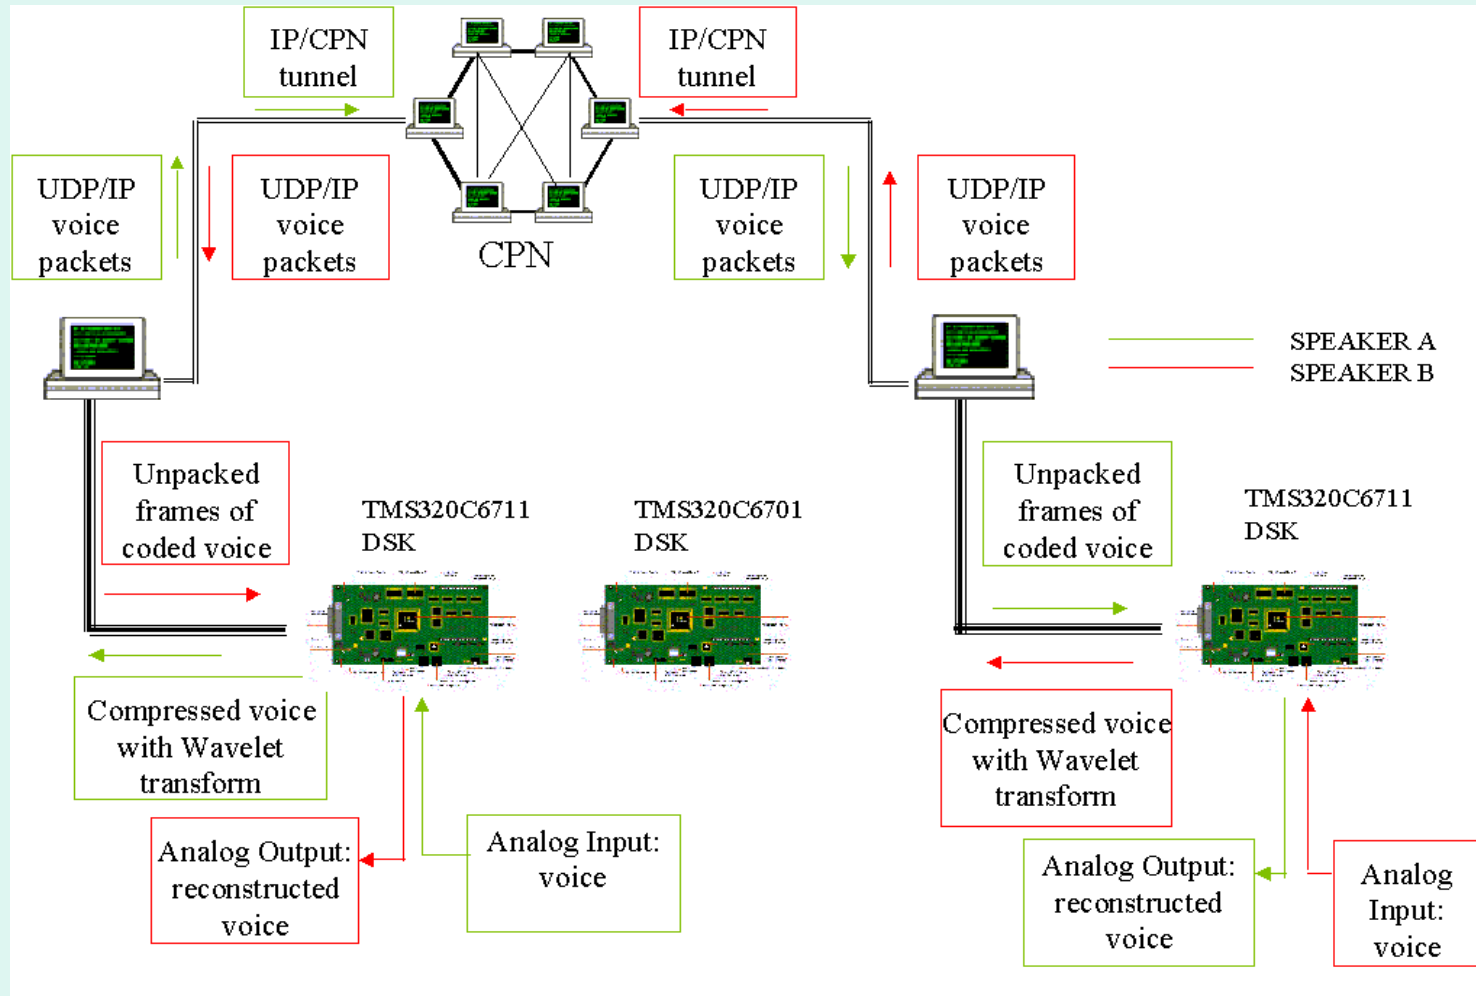 IP/CPN
tunnel
IP/CPN
tunnel
UDP/IP
voice
packets
UDP/IP
voice
packets
CPN
UDP/IP
voice
packets
UDP/IP
voice
packets
SPEAKER A
SPEAKER B
Unpacked
frames of
coded voice
TMS320C6711
DSK
TMS320C6701
DSK
Unpacked
frames of
coded voice
TMS320C6711
DSK
Compressed voice
with Wavelet
transform
Analog Output:
reconstructed
voice
Analog Input:
voice
Compressed voice
with Wavelet
transform
Analog Output:
reconstructed
voice
Analog
Input:
voice